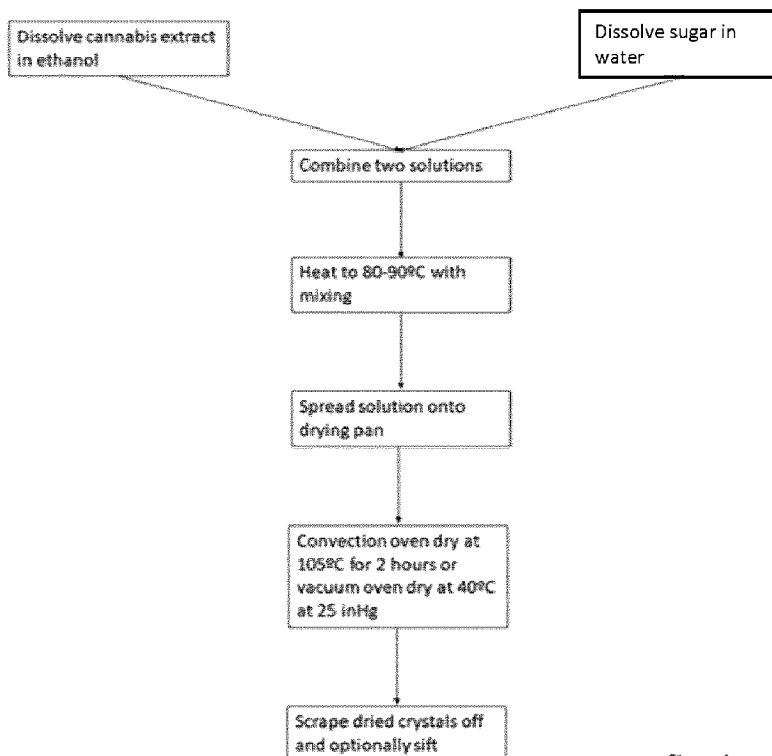 Dissolve cannabis extract
in ethanol
Dissolve sugar in
water
Combine two solutions
Heat to 80-90ºC with
mixing
Spread solution onto
drying pan
Convection oven dry at
105ºC for 2 hours or
vacuum oven dry at 40ºC
at 25 inHg
Scrape dried crystals off
and optionally sift